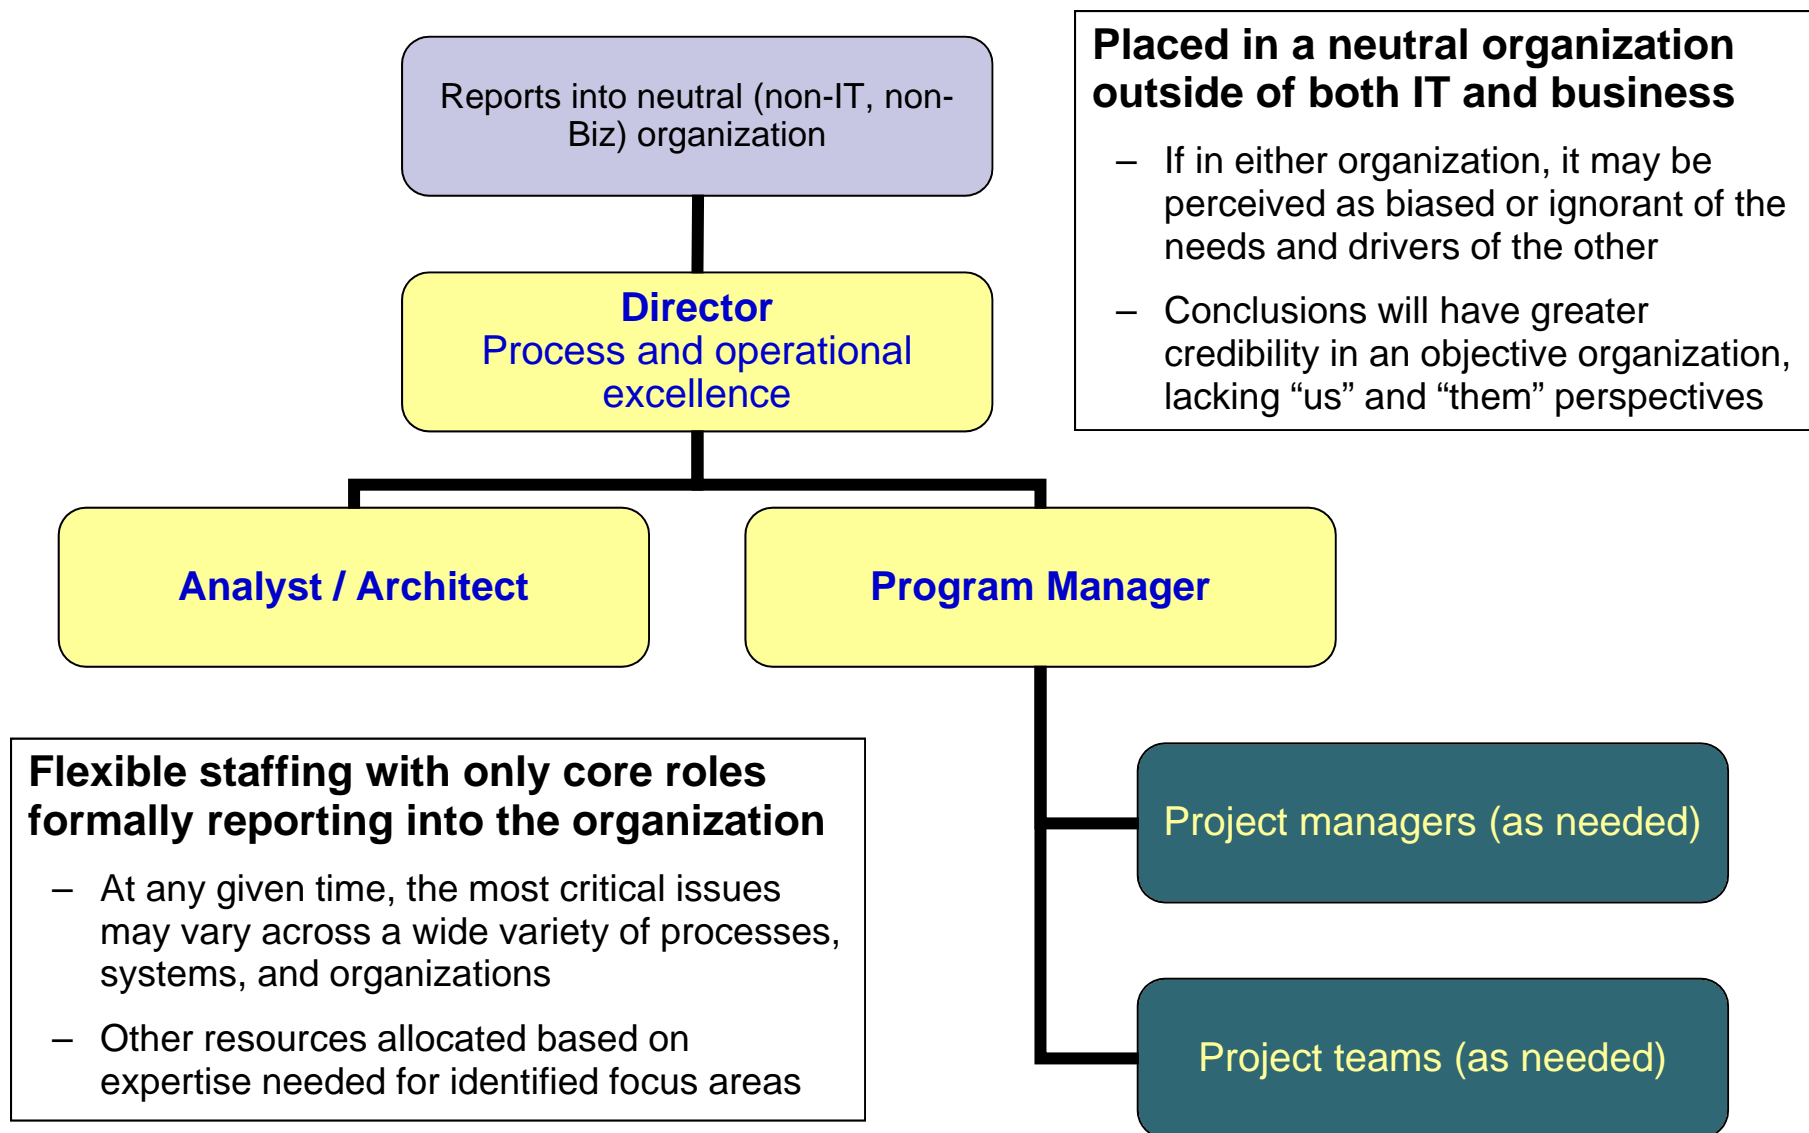 Reports into neutral (non-IT, non-
Biz) organization
Placed in a neutral organization
outside of both IT and business
– If in either organization, it may be
perceived as biased or ignorant of the
needs and drivers of the other
– Conclusions will have greater
credibility in an objective organization,
lacking “us” and “them” perspectives
Director
Process and operational
excellence
Analyst / Architect
Program Manager
Flexible staffing with only core roles
formally reporting into the organization
– At any given time, the most critical issues
may vary across a wide variety of processes,
systems, and organizations
– Other resources allocated based on
expertise needed for identified focus areas
Project managers (as needed)
Project teams (as needed)